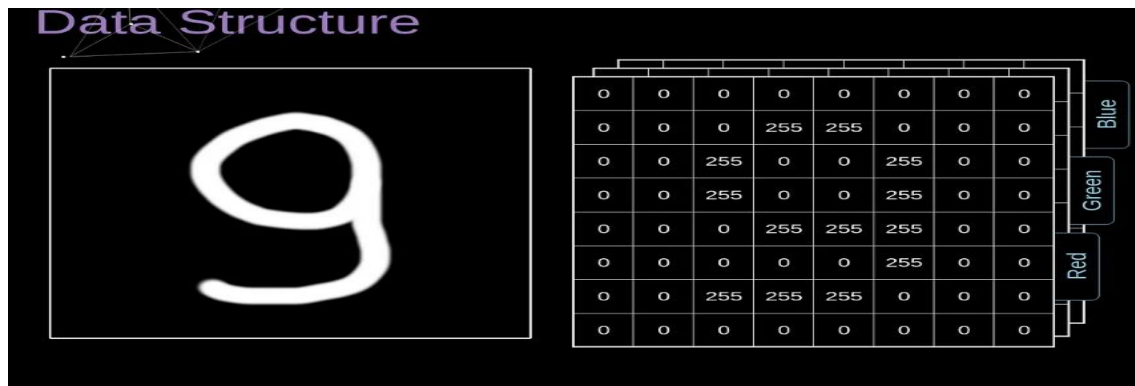 Data Structure
0 0 0 0 0 0 0 0
0 0 0 255 255 0 0 0
0 0 255 0 0 255 0 0
0 0 255 0 0 255 0 0
0 0 0 255 255 255 0 0
0 0 0 0 0 255 0 0
0 0 255 255 255 0 0 0
0 0 0 0 0 0 0 0
Blue
Green
Red
9